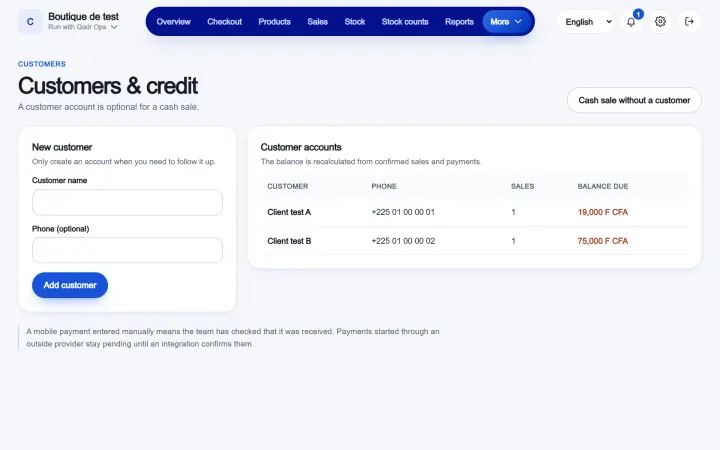 C
Boutique de test
Run with Qadr Ops
Overview
Checkout
Products
Sales
Stock
Stock counts
Reports
More
English
1
CUSTOMERS
Customers & credit
A customer account is optional for a cash sale.
Cash sale without a customer
New customer
Only create an account when you need to follow it up.
Customer name
Phone (optional)
Add customer
Customer accounts
The balance is recalculated from confirmed sales and payments.
CUSTOMER PHONE SALES BALANCE DUE
Client test A +225 01 00 00 01 1 19,000 F CFA
Client test B +225 01 00 00 02 1 75,000 F CFA
A mobile payment entered manually means the team has checked that it was received. Payments started through an
outside provider stay pending until an integration confirms them.